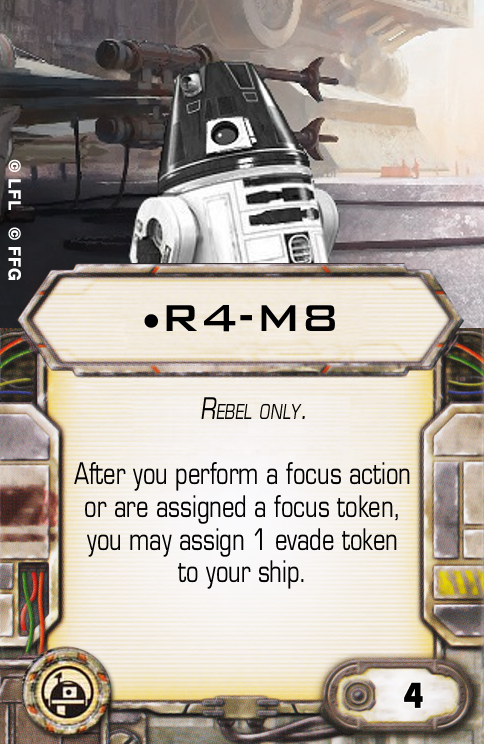 © LFL © FFG
•R4-M8
REBEL ONLY.
After you perform a focus action
or are assigned a focus token,
you may assign 1 evade token
to your ship.
4